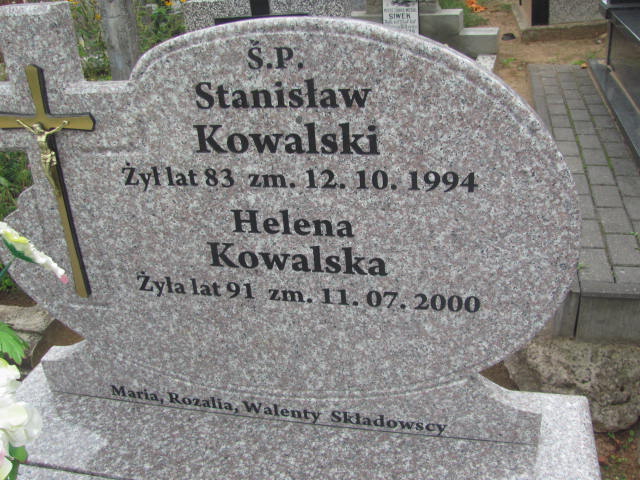 SIWEK
Ś.P.
Stanisław
Kowalski
Żył lat 83 zm. 12. 10. 1994
Helena
Kowalska
Żyła lat 91 zm. 11. 07. 2000
Maria, Rozalia, Walenty Składowscy